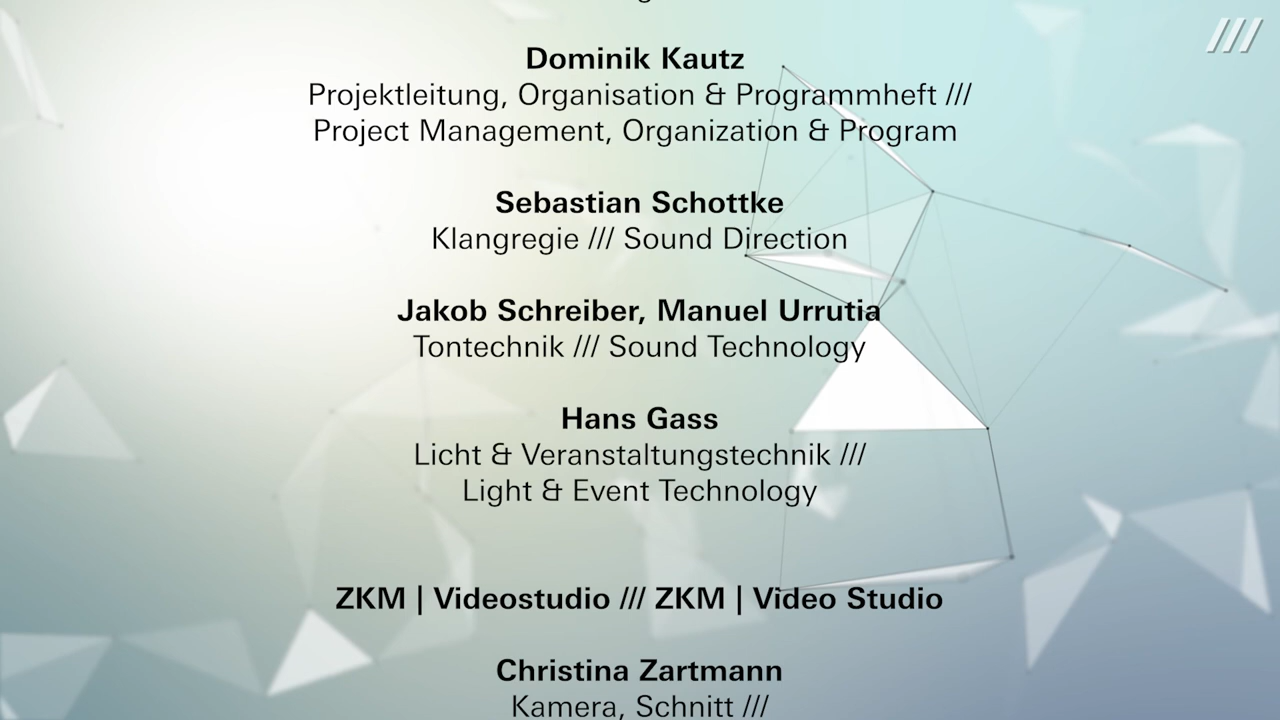 Dominik Kautz
Projektleitung, Organisation & Programmheft ///
Project Management, Organization & Program
Sebastian Schottke
Klangregie /// Sound Direction
Jakob Schreiber, Manuel Urrutia
Tontechnik /// Sound Technology
Hans Gass
Licht & Veranstaltungstechnik ///
Light & Event Technology
ZKM | Videostudio /// ZKM | Video Studio
Christina Zartmann
Kamera, Schnitt ///